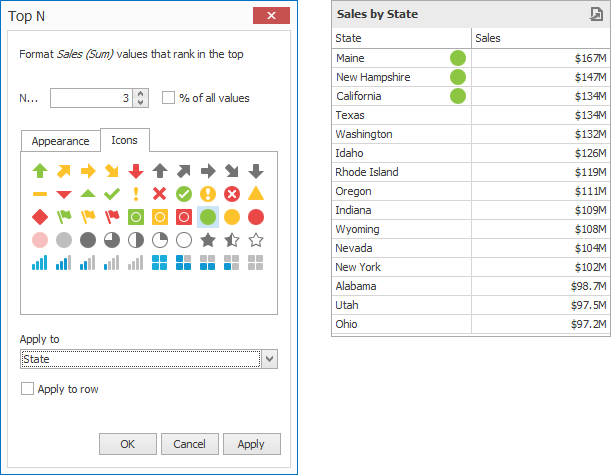 Top N
Format Sales (Sum) values that rank in the top
N... 3 % of all values
Appearance Icons
Apply to
State
Apply to row
OK Cancel Apply
Sales by State
State Sales
Maine $167M
New Hampshire $147M
California $134M
Texas $134M
Washington $132M
Idaho $126M
Rhode Island $119M
Oregon $111M
Indiana $109M
Wyoming $108M
Nevada $104M
New York $102M
Alabama $98.7M
Utah $97.5M
Ohio $97.2M